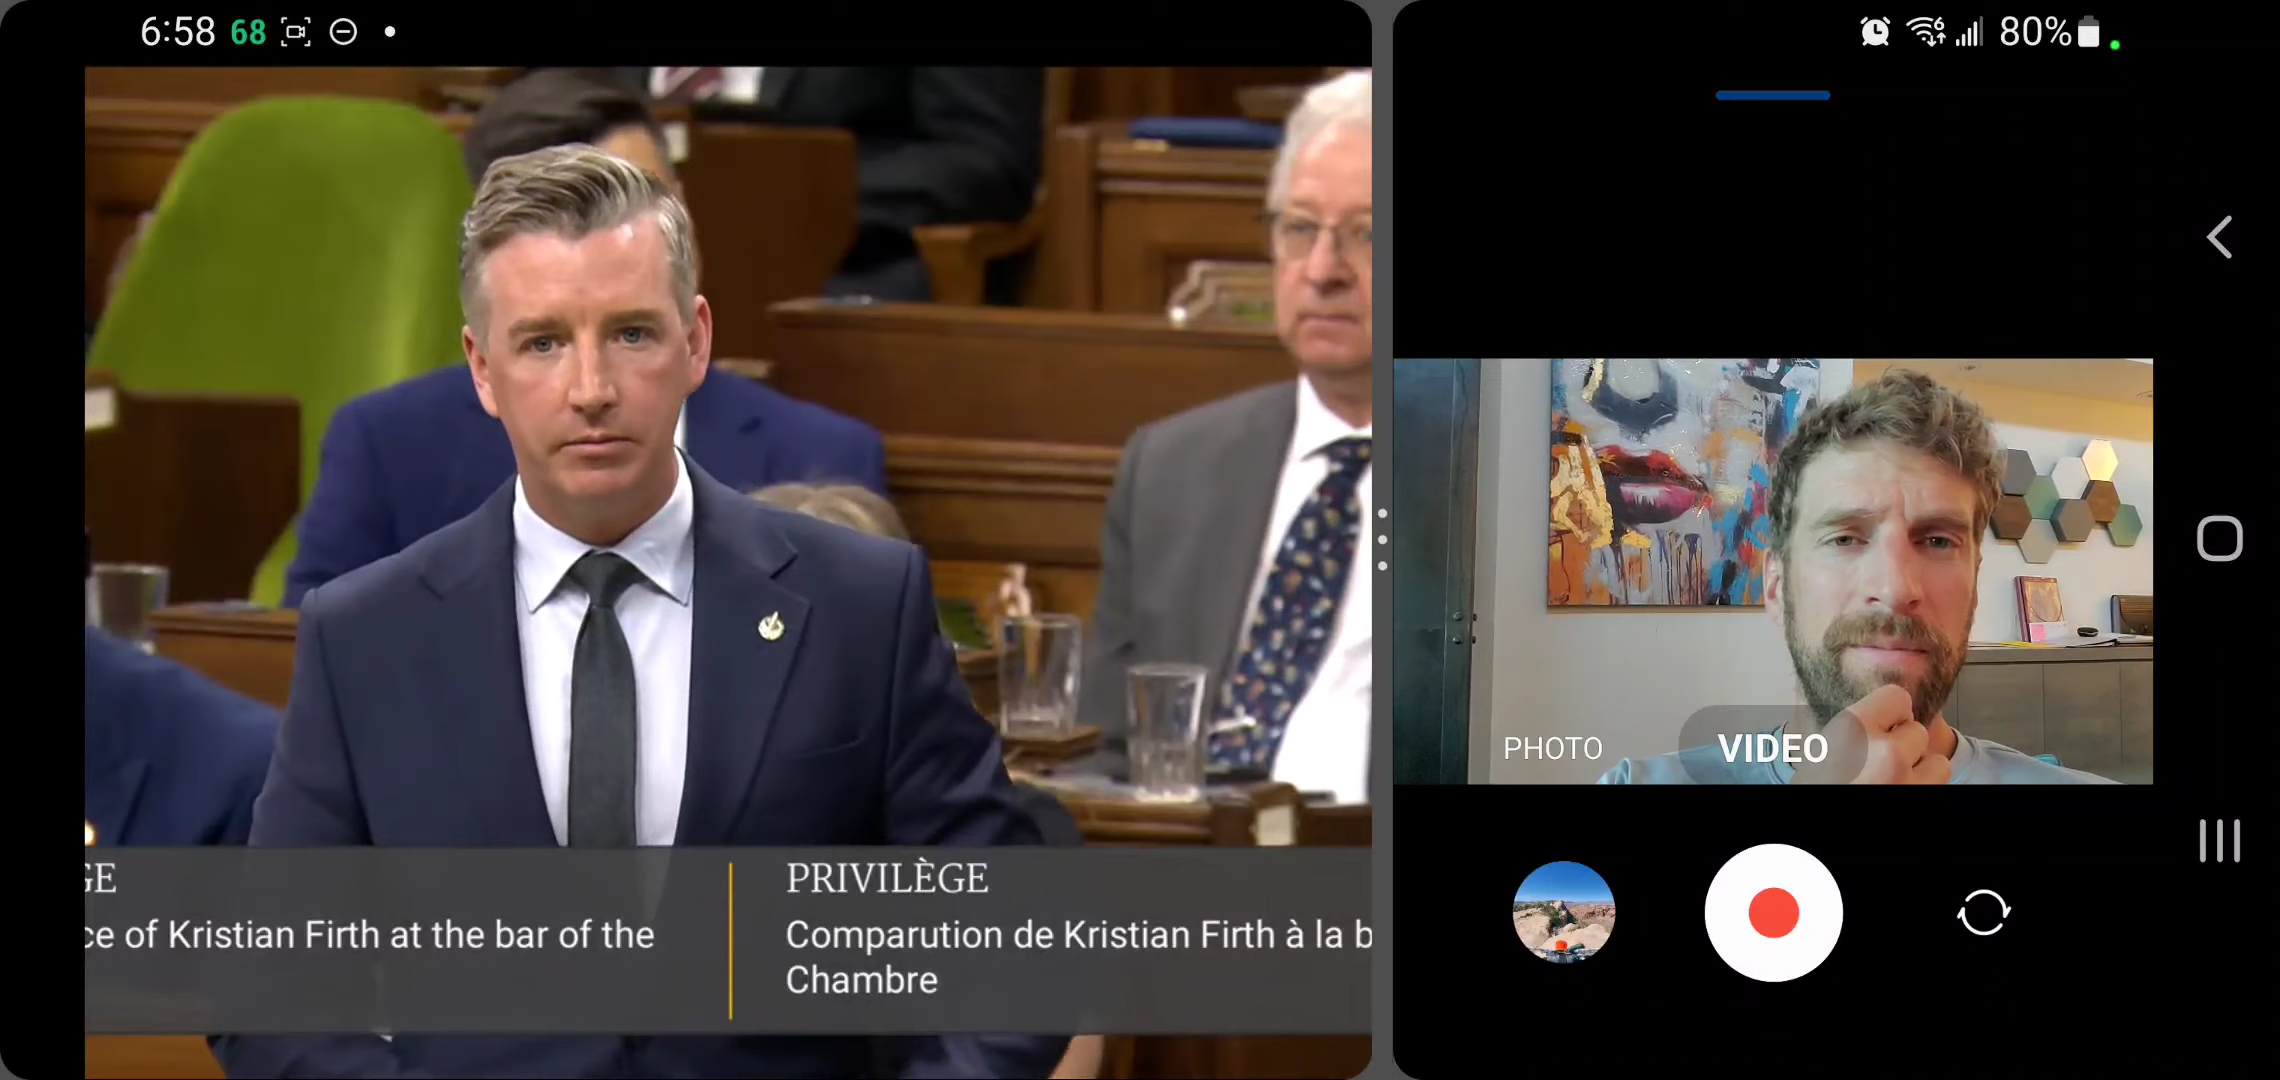 6:58 68
80%
GE
ce of Kristian Firth at the bar of the
PRIVILÈGE
Comparution de Kristian Firth à la b
Chambre
PHOTO
VIDEO